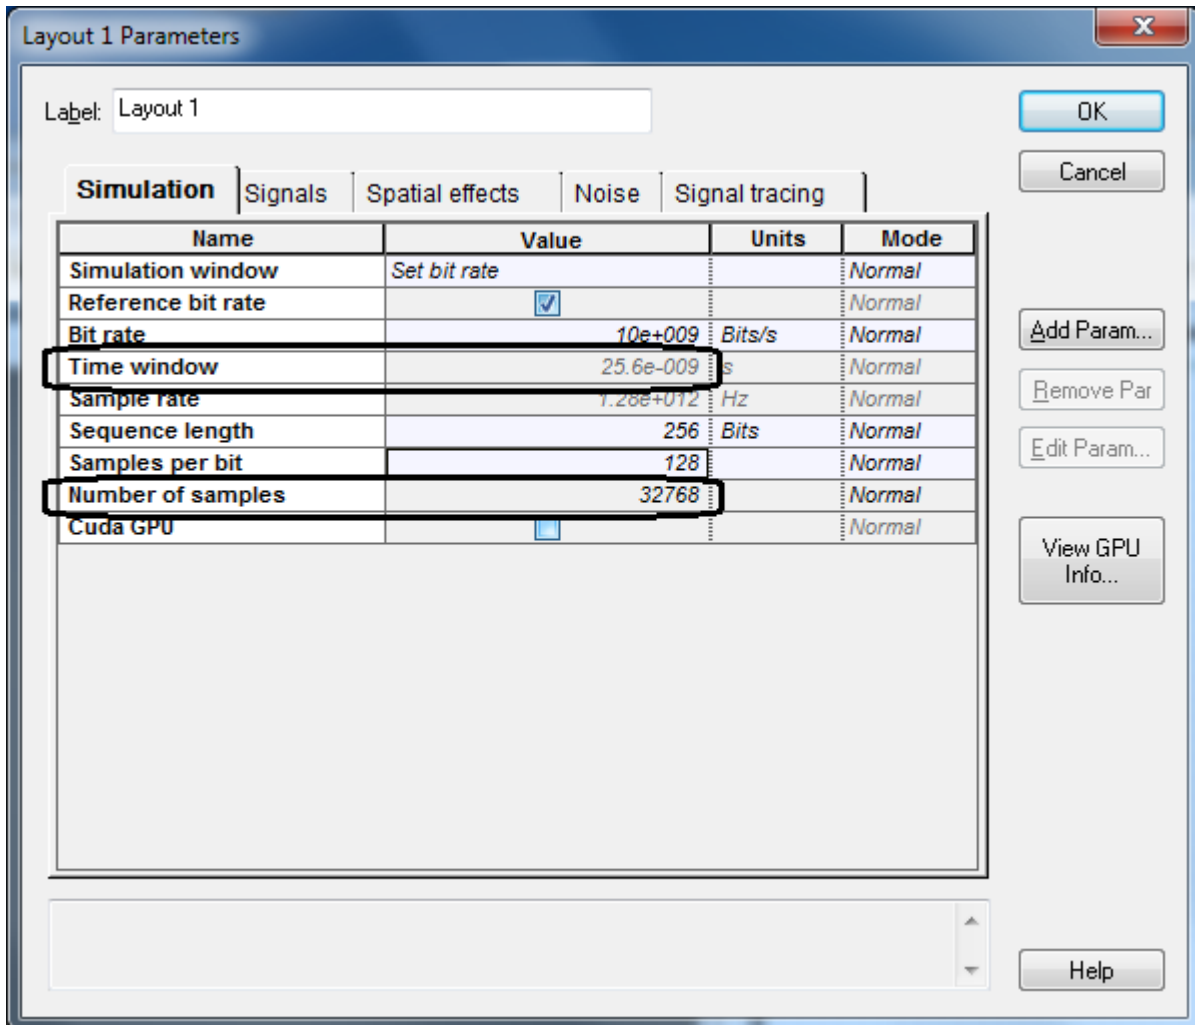 Layout 1 Parameters
Label: Layout 1
OK
Cancel
Simulation Signals Spatial effects Noise Signal tracing
Name Value Units Mode
Simulation window Set bit rate Normal
Reference bit rate Normal
Bit rate 10e+009 Bits/s Normal
Time window 25.6e-009 s Normal
Sample rate 1.28e+012 Hz Normal
Sequence length 256 Bits Normal
Samples per bit 128 Normal
Number of samples 32768 Normal
Cuda GPU Normal
Add Param...
Remove Par
Edit Param...
View GPU
Info...
Help